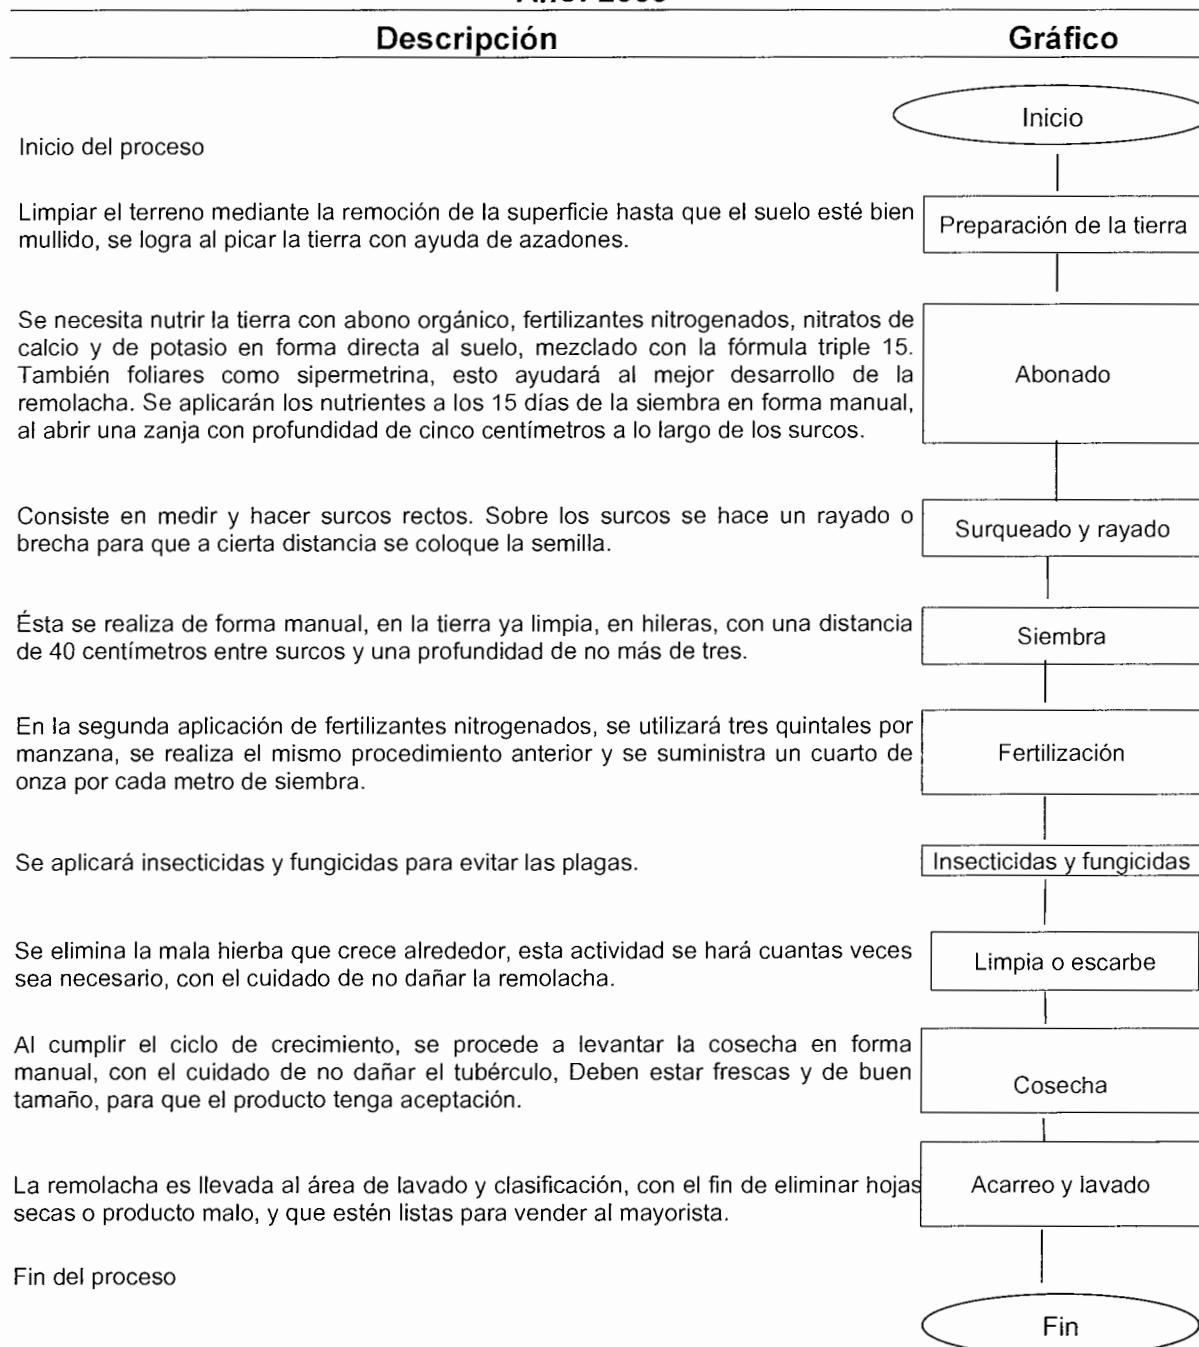 Descripción Gráfico
Inicio
Inicio del proceso
Limpiar el terreno mediante la remoción de la superficie hasta que el suelo esté bien
mullido, se logra al picar la tierra con ayuda de azadones.
Preparación de la tierra
Se necesita nutrir la tierra con abono orgánico, fertilizantes nitrogenados, nitratos de
calcio y de potasio en forma directa al suelo, mezclado con la fórmula triple 15.
También foliares como sipermetrina, esto ayudará al mejor desarrollo de la
remolacha. Se aplicarán los nutrientes a los 15 días de la siembra en forma manual,
al abrir una zanja con profundidad de cinco centímetros a lo largo de los surcos.
Abonado
Consiste en medir y hacer surcos rectos. Sobre los surcos se hace un rayado o
brecha para que a cierta distancia se coloque la semilla.
Surqueado y rayado
Ésta se realiza de forma manual, en la tierra ya limpia, en hileras, con una distancia
de 40 centímetros entre surcos y una profundidad de no más de tres.
Siembra
En la segunda aplicación de fertilizantes nitrogenados, se utilizará tres quintales por
manzana, se realiza el mismo procedimiento anterior y se suministra un cuarto de
onza por cada metro de siembra.
Fertilización
Se aplicará insecticidas y fungicidas para evitar las plagas.
Insecticidas y fungicidas
Se elimina la mala hierba que crece alrededor, esta actividad se hará cuantas veces
sea necesario, con el cuidado de no dañar la remolacha.
Limpia o escarbe
Al cumplir el ciclo de crecimiento, se procede a levantar la cosecha en forma
manual, con el cuidado de no dañar el tubérculo, Deben estar frescas y de buen
tamaño, para que el producto tenga aceptación.
Cosecha
La remolacha es llevada al área de lavado y clasificación, con el fin de eliminar hojas
secas o producto malo, y que estén listas para vender al mayorista.
Acarreo y lavado
Fin del proceso
Fin